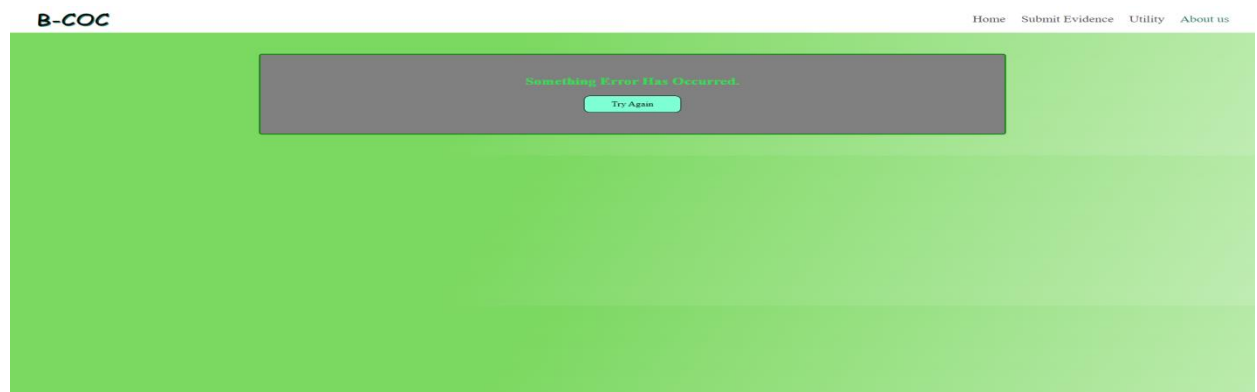 B-COC
Home Submit Evidence Utility About us
Something Error Has Occurred.
Try Again